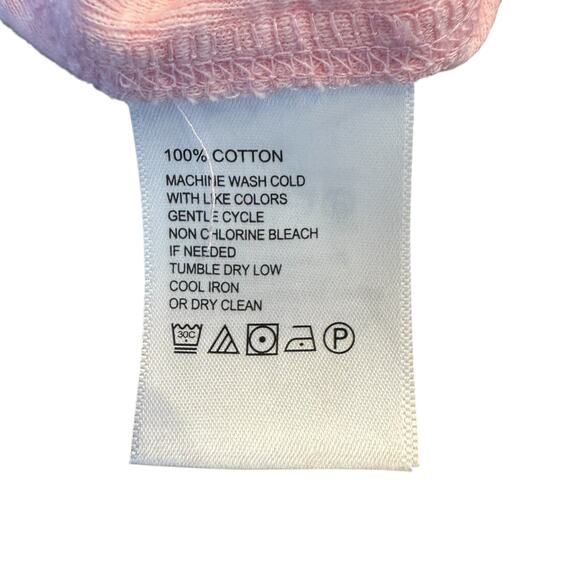 100% COTTON
MACHINE WASH COLD
WITH LIKE COLORS
GENTLE CYCLE
NON CHLORINE BLEACH
IF NEEDED
TUMBLE DRY LOW
COOL IRON
OR DRY CLEAN
30C P